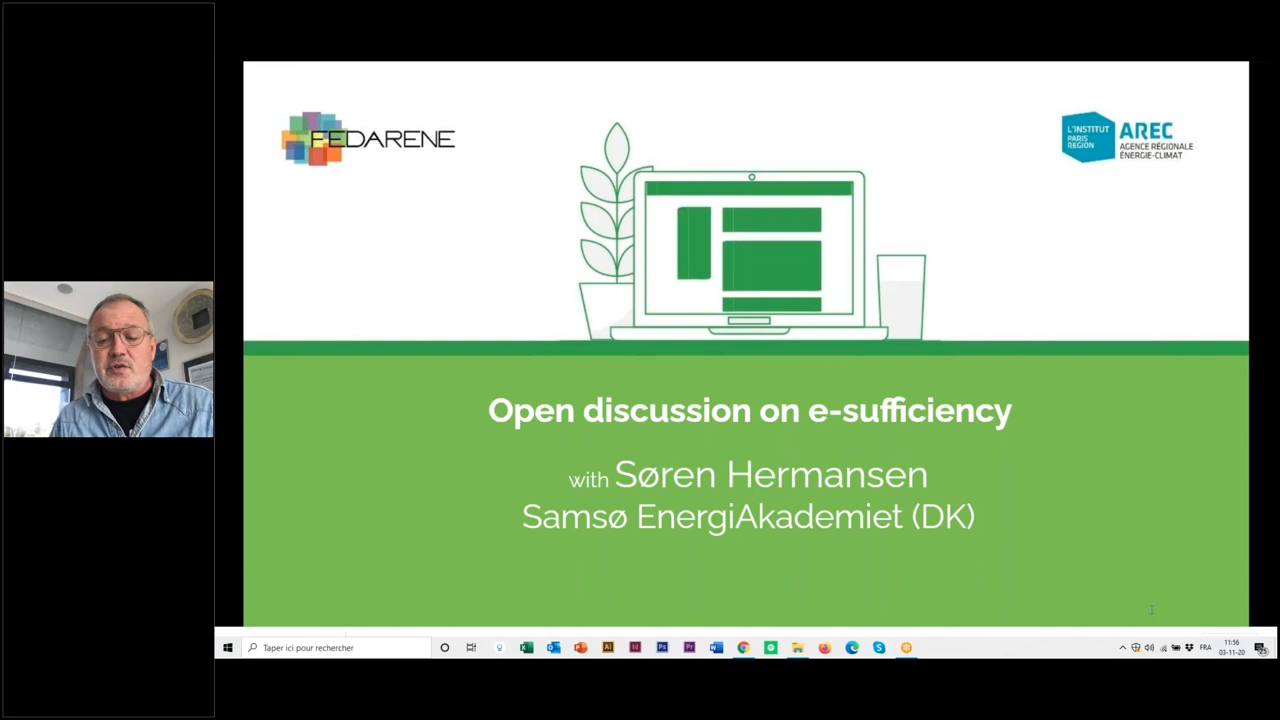 FEDARENE
L'INSTITUT
PARIS
REGION
AREC
AGENCE RÉGIONALE
ÉNERGIE-CLIMAT
Open discussion on e-sufficiency
with Søren Hermansen
Samsø EnergiAkademiet (DK)
Taper ici pour rechercher
FRA
11:56
03-11-20